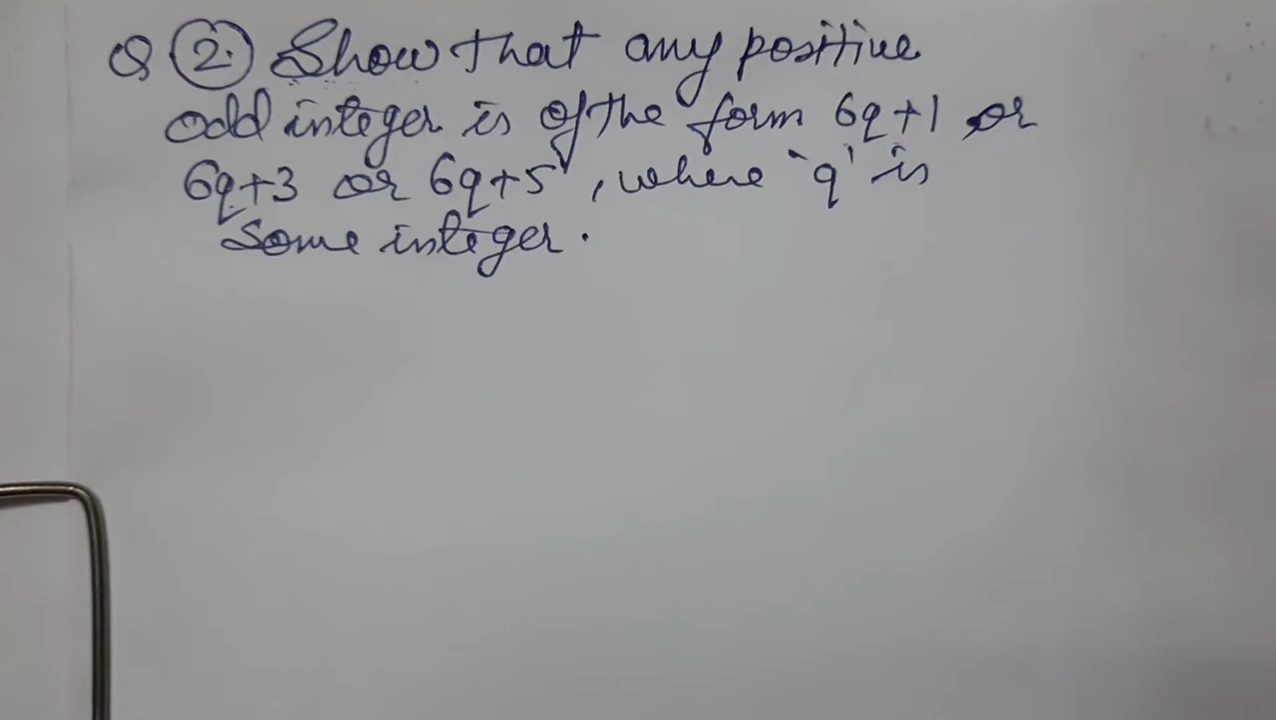 Q ② Show that any positive
odd integer is of the form 6q+1 or
6q+3 or 6q+5, where 'q' is
some integer.